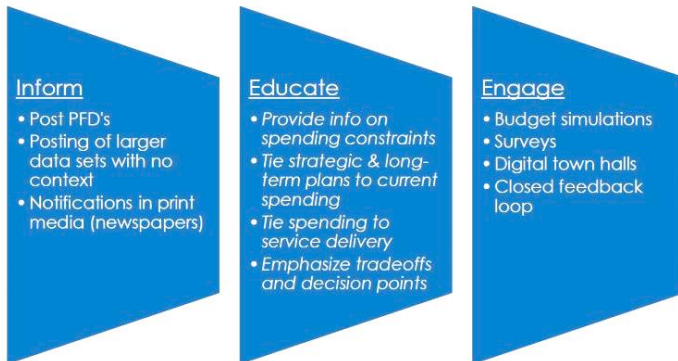 Inform
• Post PFD's
• Posting of larger
data sets with no
context
• Notifications in print
media (newspapers)
Educate
• Provide info on
spending constraints
• Tie strategic & long-
term plans to current
spending
• Tie spending to
service delivery
• Emphasize tradeoffs
and decision points
Engage
• Budget simulations
• Surveys
• Digital town halls
• Closed feedback
loop